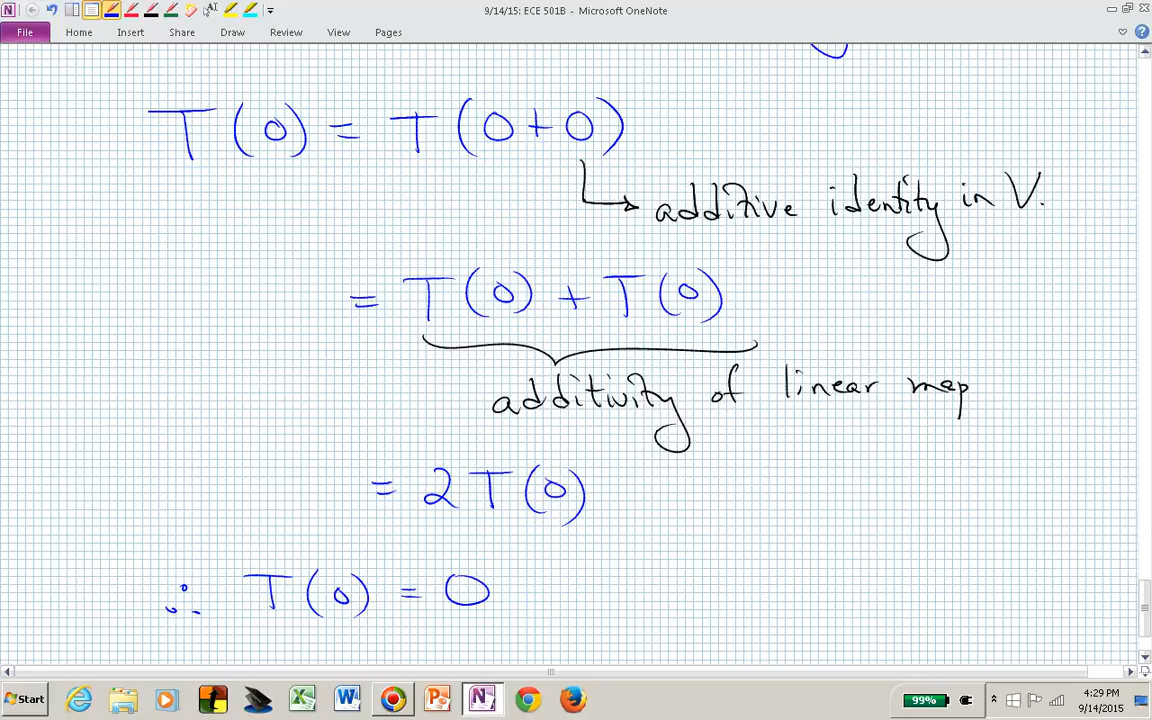 9/14/15: ECE 501B - Microsoft OneNote
File Home Insert Share Draw Review View Pages
T(0) = T(0+0)
additive identity in V.
= T(0) + T(0)
additivity of linear map
= 2T(0)
∴ T(0) = 0
Start
99%
4:29 PM
9/14/2015